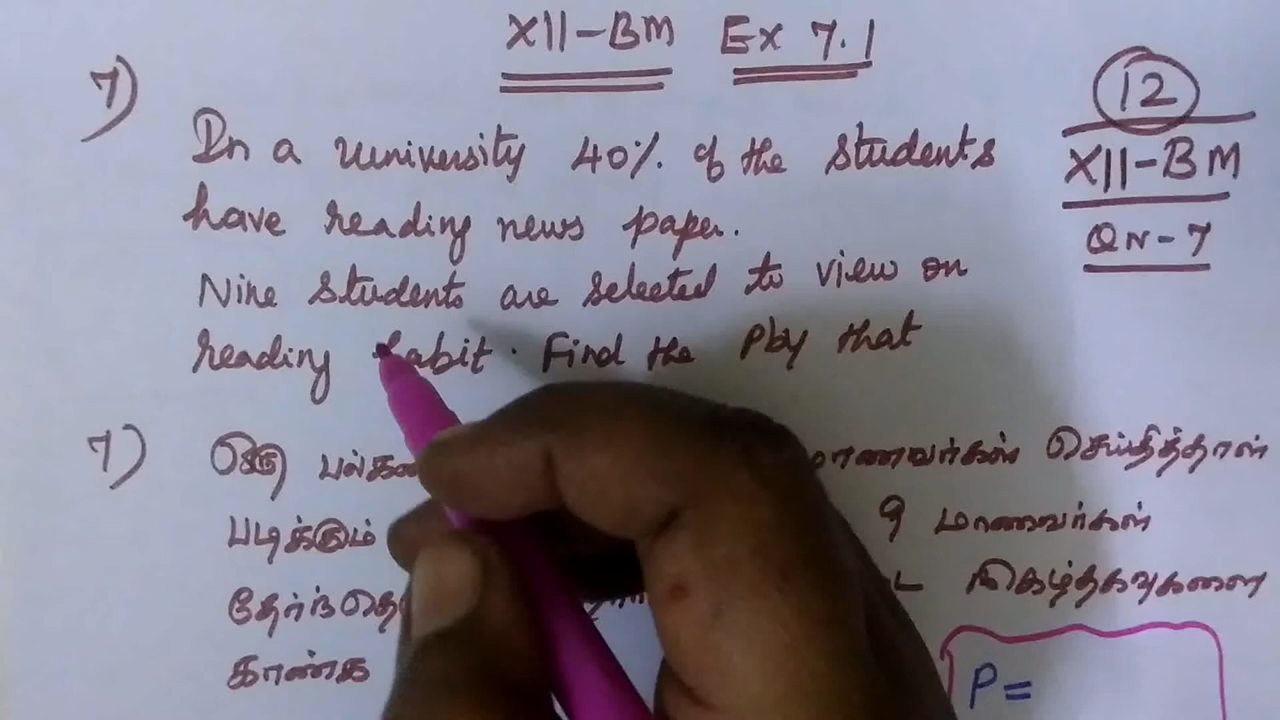 XII-BM Ex 7.1
12
XII-BM
QN-7
7) In a university 40% of the students
have reading news paper.
Nine students are selected to view on
reading habit. Find the Pby that
7) ஒரு மாணவர்கள் செய்தித்தாள்
படிக்கும் 9 மாணவர்கள்
நிகழ்தகவுகளை
காண்க
P=